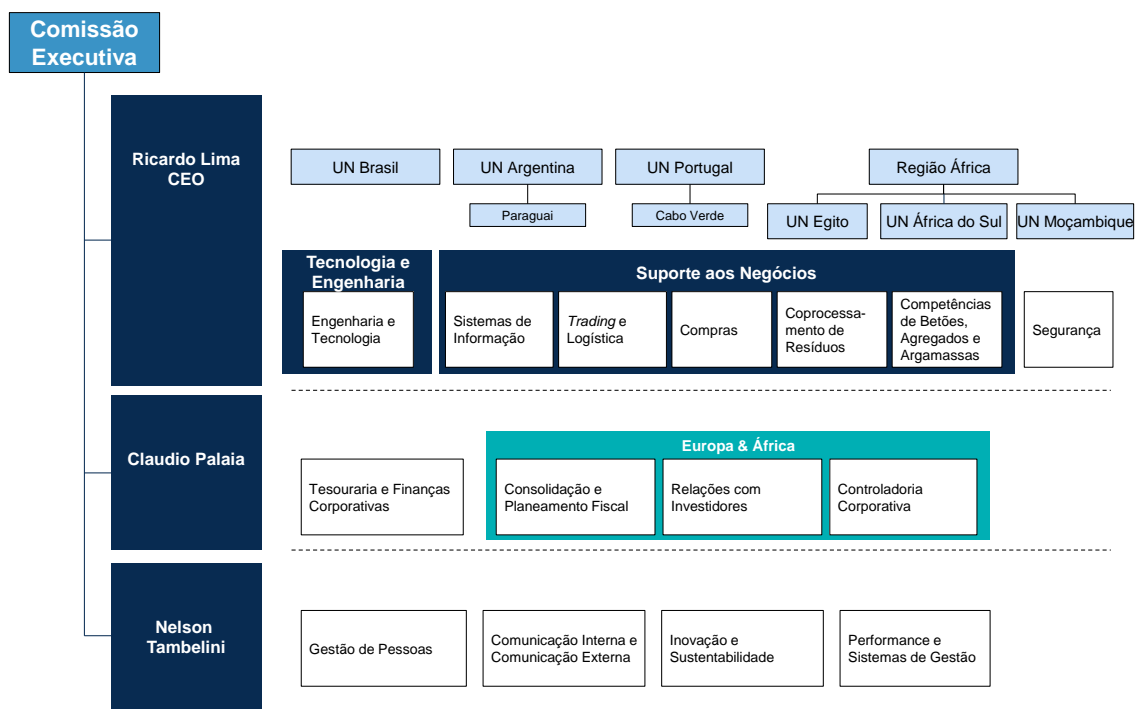 Comissão
Executiva
Ricardo Lima
CEO
UN Brasil
UN Argentina
UN Portugal
Região África
Paraguai
Cabo Verde
UN Egito
UN África do Sul
UN Moçambique
Tecnologia e
Engenharia
Suporte aos Negócios
Engenharia e
Tecnologia
Sistemas de
Informação
Trading e
Logística
Compras
Coprocessa-
mento de
Resíduos
Competências
de Betões,
Agregados e
Argamassas
Segurança
Claudio Palaia
Europa & África
Tesouraria e Finanças
Corporativas
Consolidação e
Planeamento Fiscal
Relações com
Investidores
Controladoria
Corporativa
Nelson
Tambelini
Gestão de Pessoas
Comunicação Interna e
Comunicação Externa
Inovação e
Sustentabilidade
Performance e
Sistemas de Gestão